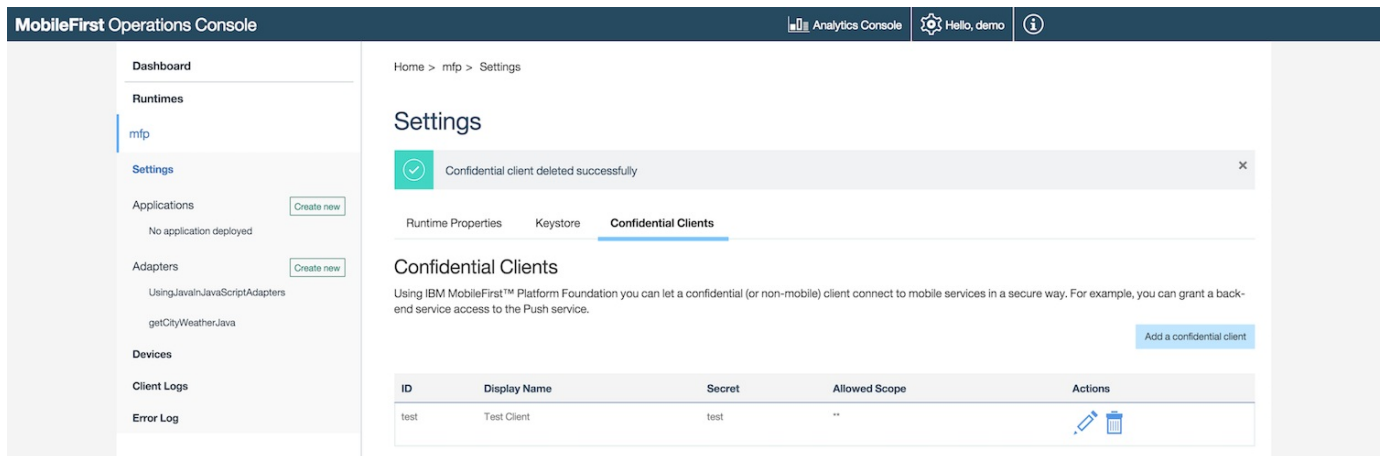 MobileFirst Operations Console
Analytics Console
Hello, demo
Dashboard
Runtimes
mfp
Settings
Applications
Create new
No application deployed
Adapters
Create new
UsingJavaInJavaScriptAdapters
getCityWeatherJava
Devices
Client Logs
Error Log
Home > mfp > Settings
Settings
Confidential client deleted successfully
×
Runtime Properties Keystore Confidential Clients
Confidential Clients
Using IBM MobileFirst™ Platform Foundation you can let a confidential (or non-mobile) client connect to mobile services in a secure way. For example, you can grant a back-
end service access to the Push service.
Add a confidential client
ID Display Name Secret Allowed Scope Actions
test Test Client test **